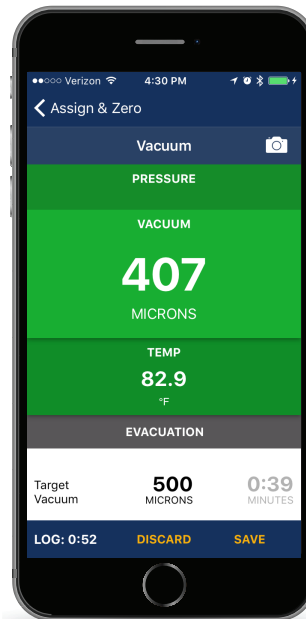 Verizon 4:30 PM
Assign & Zero
Vacuum
PRESSURE
VACUUM
407
MICRONS
TEMP
82.9
°F
EVACUATION
Target Vacuum 500 MICRONS 0:39 MINUTES
LOG: 0:52 DISCARD SAVE